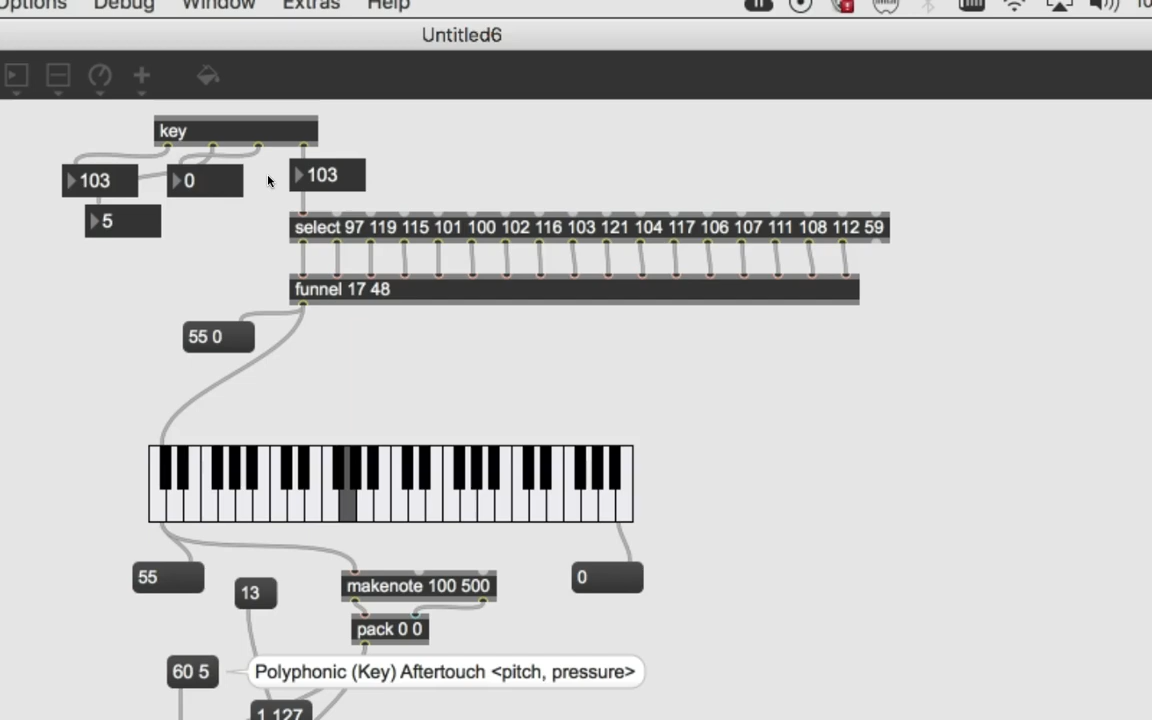 Options Debug Window Extras Help
Untitled6
key
103
0
103
5
select 97 119 115 101 100 102 116 103 121 104 117 106 107 111 108 112 59
funnel 17 48
55 0
55
13
makenote 100 500
0
pack 0 0
60 5
Polyphonic (Key) Aftertouch <pitch, pressure>
1 127